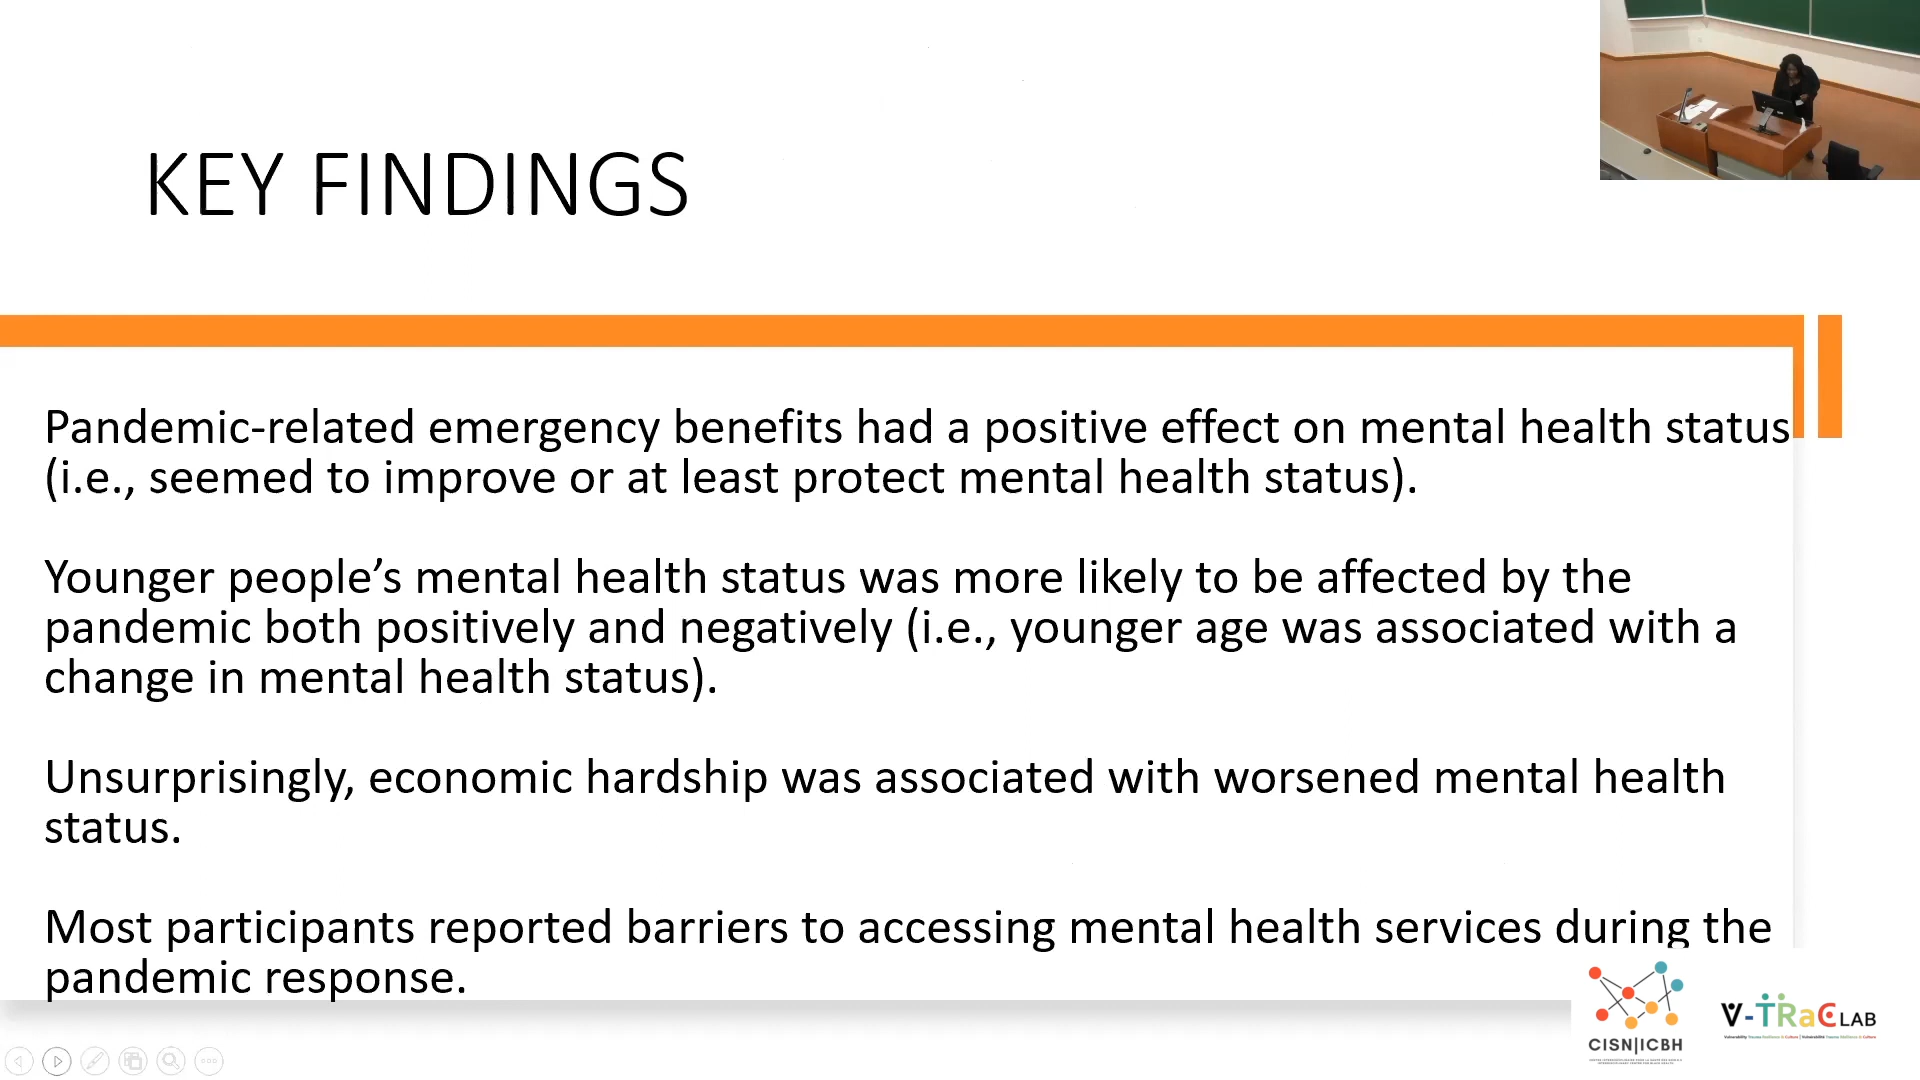 KEY FINDINGS
Pandemic-related emergency benefits had a positive effect on mental health status
(i.e., seemed to improve or at least protect mental health status).
Younger people’s mental health status was more likely to be affected by the
pandemic both positively and negatively (i.e., younger age was associated with a
change in mental health status).
Unsurprisingly, economic hardship was associated with worsened mental health
status.
Most participants reported barriers to accessing mental health services during the
pandemic response.
CISN|ICBH
V-TRaC LAB